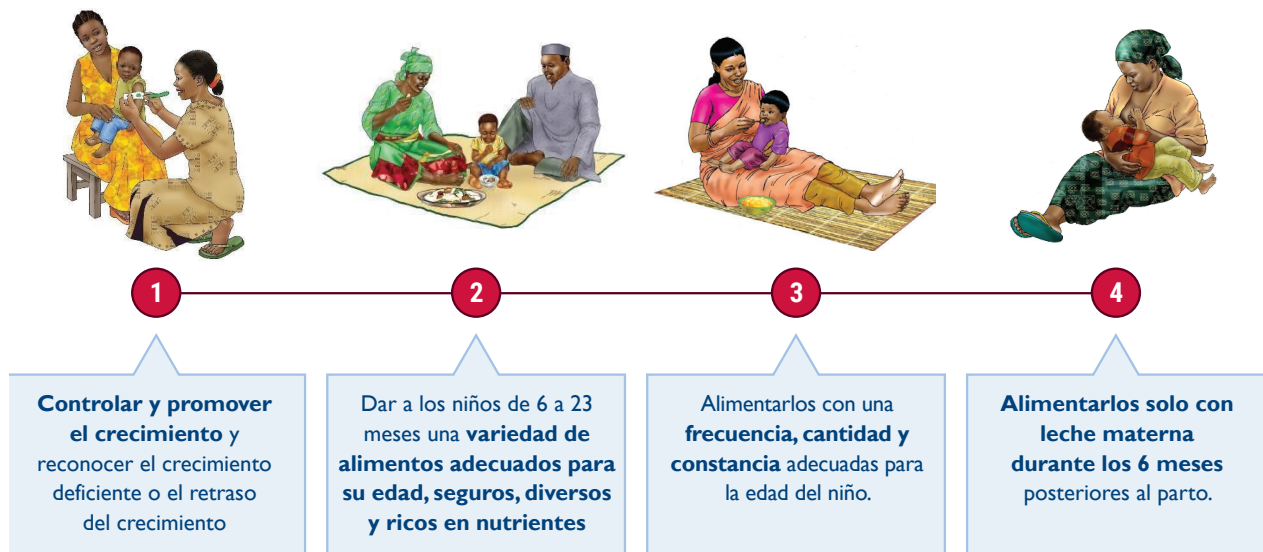 1
2
3
4
Controlar y promover
el crecimiento y
reconocer el crecimiento
deficiente o el retraso
del crecimiento
Dar a los niños de 6 a 23
meses una variedad de
alimentos adecuados para
su edad, seguros, diversos
y ricos en nutrientes
Alimentarlos con una
frecuencia, cantidad y
constancia adecuadas para
la edad del niño.
Alimentarlos solo con
leche materna
durante los 6 meses
posteriores al parto.